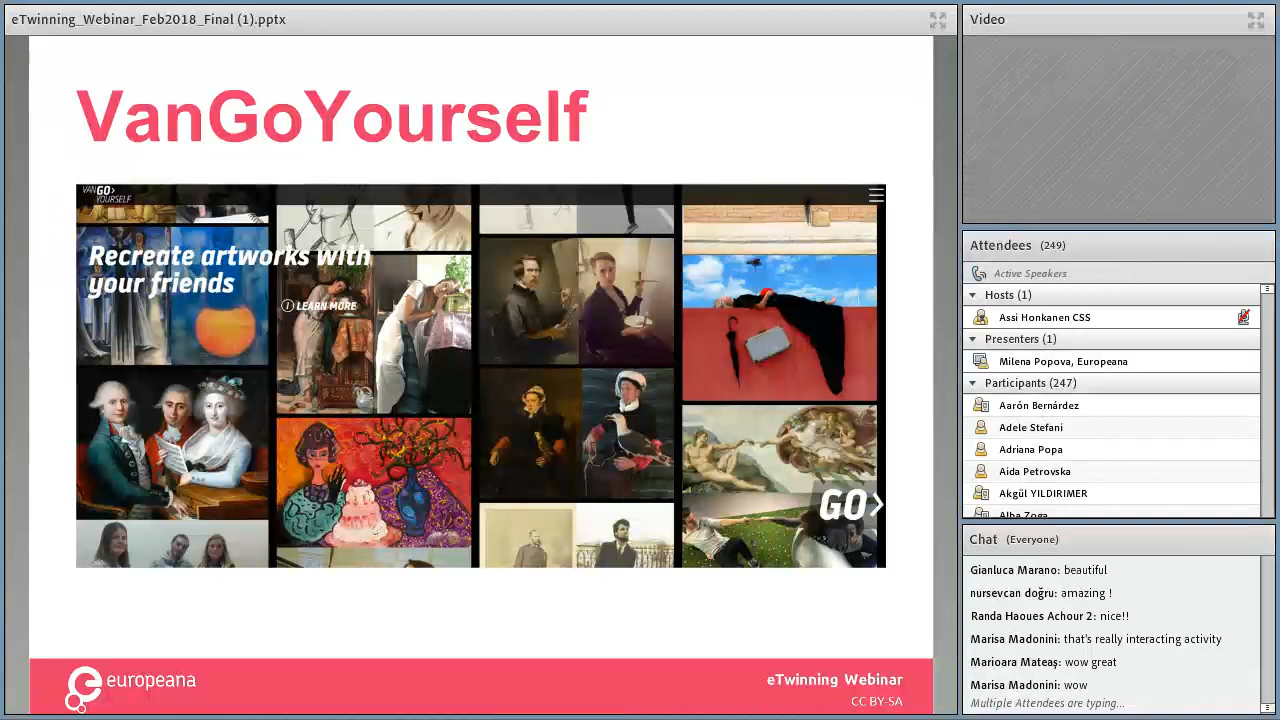 eTwinning_Webinar_Feb2018_Final (1).pptx
VanGoYourself
VAN GO>
YOURSELF
Recreate artworks with
your friends
i LEARN MORE
GO>
europeana
eTwinning Webinar
CC BY-SA
Video
Attendees (249)
Active Speakers
Hosts (1)
Assi Honkanen CSS
Presenters (1)
Milena Popova, Europeana
Participants (247)
Aarón Bernárdez
Adele Stefani
Adriana Popa
Aida Petrovska
Akgül YILDIRIMER
Alba Zoga
Chat (Everyone)
Gianluca Marano: beautiful
nursevcan doğru: amazing !
Randa Haoues Achour 2: nice!!
Marisa Madonini: that's really interacting activity
Marioara Mateaş: wow great
Marisa Madonini: wow
Multiple Attendees are typing...